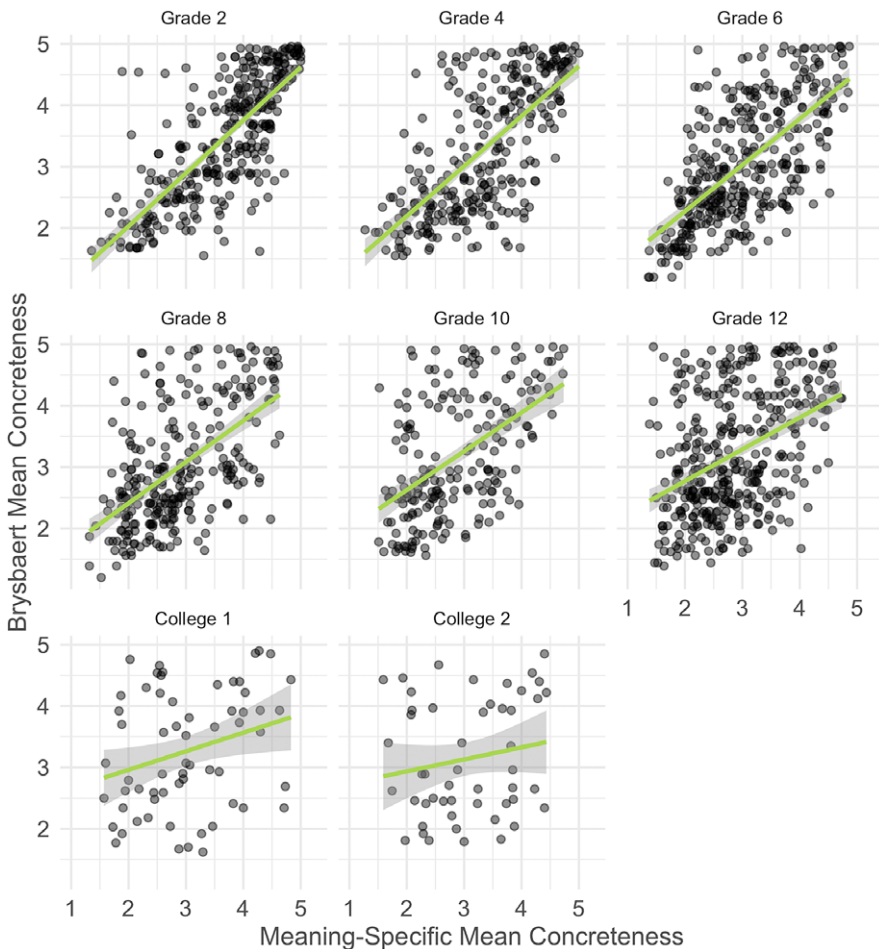 Grade 2 Grade 4 Grade 6
5
4
3
2
Grade 8 Grade 10 Grade 12
5
4
3
2
1 2 3 4 5
College 1 College 2
5
4
3
2
1 2 3 4 5 1 2 3 4 5
Brysbaert Mean Concreteness
Meaning-Specific Mean Concreteness